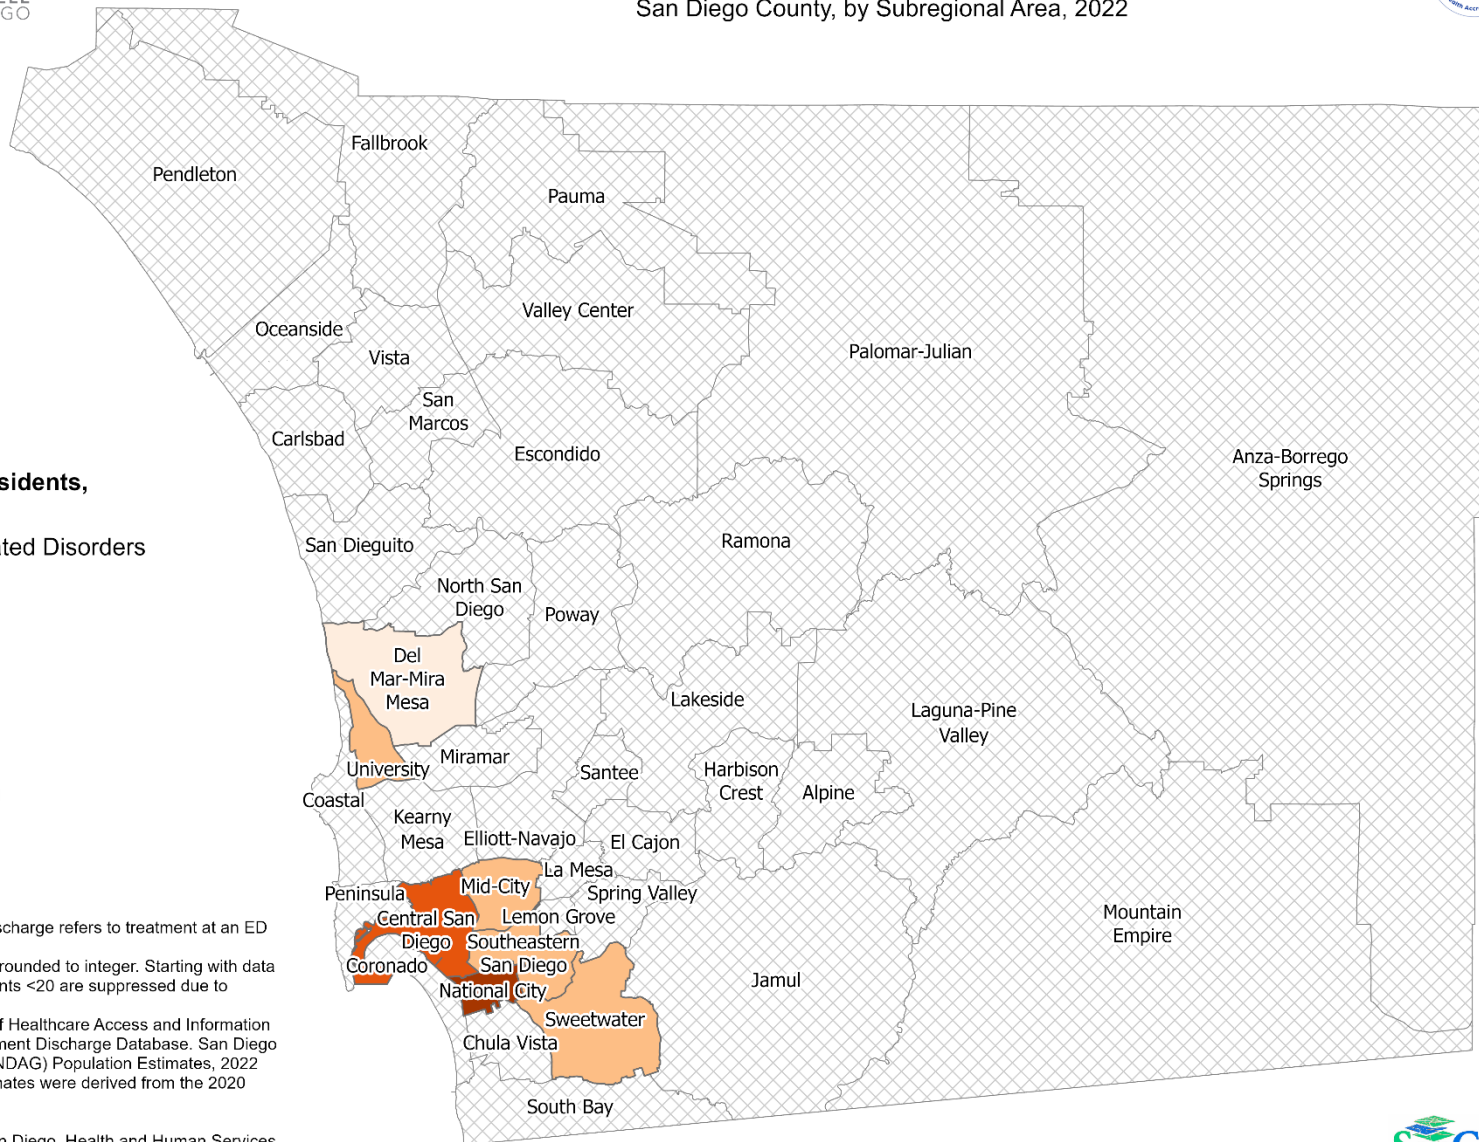 GO
San Diego County, by Subregional Area, 2022
Fallbrook
Pendleton
Pauma
Valley Center
Oceanside
Vista
Palomar-Julian
San
Marcos
Carlsbad
Escondido
Anza-Borrego
Springs
sidents,
San Dieguito
ted Disorders
Ramona
North San
Diego
Poway
Del
Mar-Mira
Mesa
Lakeside
Laguna-Pine
Valley
Miramar
University
Santee
Harbison
Crest
Alpine
Coastal
Kearny
Mesa
Elliott-Navajo
El Cajon
La Mesa
Mid-City
Peninsula
Spring Valley
Central San
Diego
Lemon Grove
Mountain
Empire
Southeastern
San Diego
Coronado
Jamul
National City
Sweetwater
Chula Vista
South Bay
scharge refers to treatment at an ED
rounded to integer. Starting with data
nts <20 are suppressed due to
f Healthcare Access and Information
ment Discharge Database. San Diego
NDAG) Population Estimates, 2022
nates were derived from the 2020
n Diego, Health and Human Services